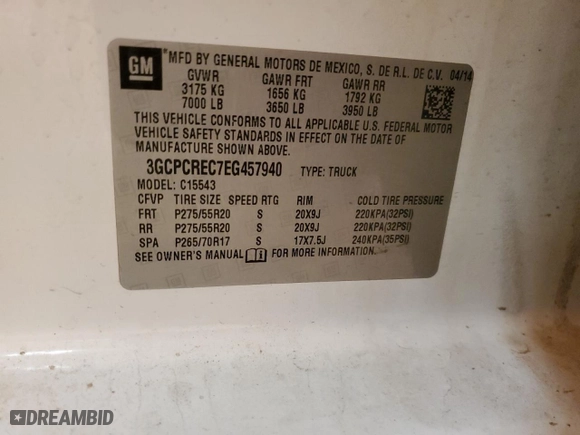 GM
*MFD BY GENERAL MOTORS DE MEXICO, S. DE R.L. DE C.V. 04/14
GVWR GAWR FRT GAWR RR
3175 KG 1656 KG 1792 KG
7000 LB 3650 LB 3950 LB
THIS VEHICLE CONFORMS TO ALL APPLICABLE U.S. FEDERAL MOTOR
VEHICLE SAFETY STANDARDS IN EFFECT ON THE DATE OF
MANUFACTURE SHOWN ABOVE.
3GCPCREC7EG457940 TYPE: TRUCK
MODEL: C15543
CFVP TIRE SIZE SPEED RTG RIM COLD TIRE PRESSURE
FRT P275/55R20 S 20X9J 220KPA(32PSI)
RR P275/55R20 S 20X9J 220KPA(32PSI)
SPA P265/70R17 S 17X7.5J 240KPA(35PSI)
SEE OWNER'S MANUAL FOR MORE INFORMATION.
DREAMBID